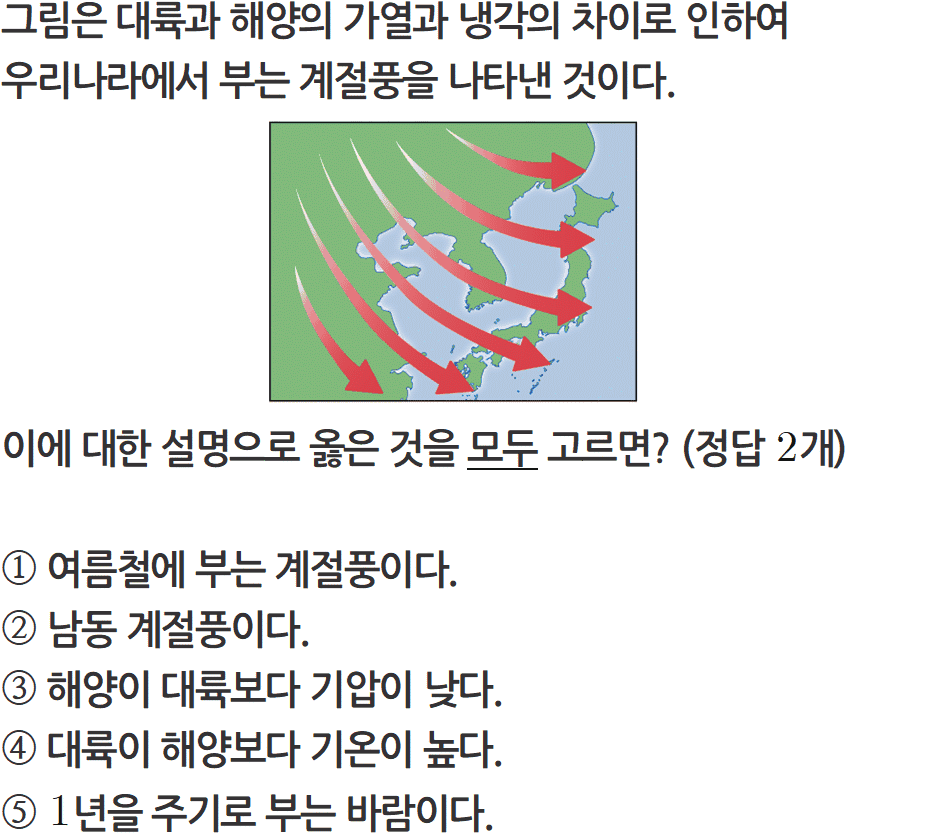 그림은 대륙과 해양의 가열과 냉각의 차이로 인하여
우리나라에서 부는 계절풍을 나타낸 것이다.
이에 대한 설명으로 옳은 것을 모두 고르면? (정답 2개)
① 여름철에 부는 계절풍이다.
② 남동 계절풍이다.
③ 해양이 대륙보다 기압이 낮다.
④ 대륙이 해양보다 기온이 높다.
⑤ 1년을 주기로 부는 바람이다.